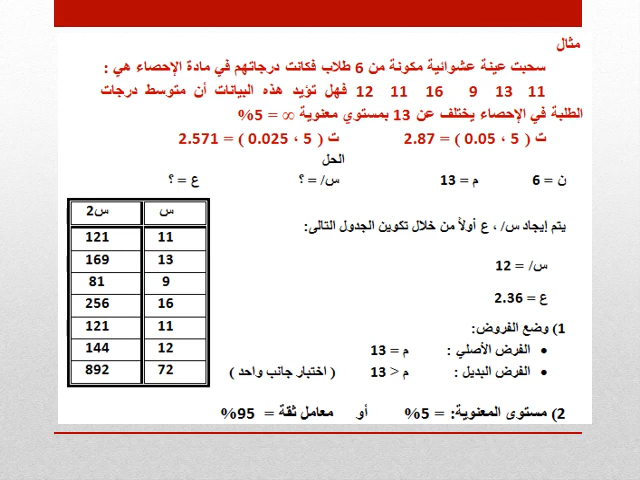 مثال
سحبت عينة عشوائية مكونة من 6 طلاب فكانت درجاتهم في مادة الإحصاء هي :
11 13 9 16 11 12 فهل تؤيد هذه البيانات أن متوسط درجات
الطلبة في الإحصاء يختلف عن 13 بمستوي معنوية ∞ = 5%
ت ( 5 ، 0.05 ) = 2.87 ت ( 5 ، 0.025 ) = 2.571
الحل
ن = 6 م = 13 س/ = ؟ ع = ؟
يتم إيجاد س/ ، ع أولاً من خلال تكوين الجدول التالى:
س س2
11 121
13 169
9 81
16 256
11 121
12 144
72 892
س/ = 12
ع = 2.36
1) وضع الفروض:
• الفرض الأصلي : م = 13
• الفرض البديل : م < 13 ( اختبار جانب واحد )
2) مستوى المعنوية: = 5% أو معامل ثقة = 95%